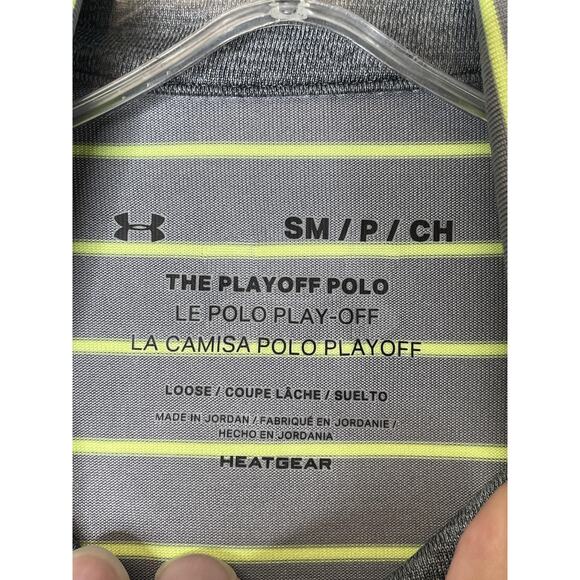 SM / P / CH
THE PLAYOFF POLO
LE POLO PLAY-OFF
LA CAMISA POLO PLAYOFF
LOOSE / COUPE LÂCHE / SUELTO
MADE IN JORDAN / FABRIQUÉ EN JORDANIE /
HECHO EN JORDANIA
HEATGEAR